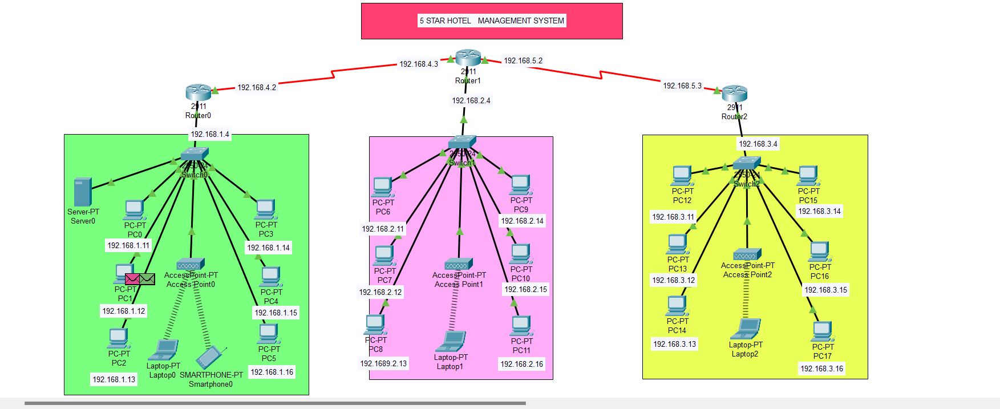 5 STAR HOTEL   MANAGEMENT SYSTEM
192.168.4.3
192.168.5.2
2911
Router1
192.168.4.2
192.168.5.3
192.168.2.4
2911
Router0
2911
Router2
192.168.1.4
192.168.3.4
2950-24
Switch0
2950-24
Switch1
2950-24
Switch2
Server-PT
Server0
PC-PT
PC0
192.168.1.11
PC-PT
PC3
192.168.1.14
PC-PT
PC1
192.168.1.12
AccessPoint-PT
Access Point0
PC-PT
PC4
192.168.1.15
PC-PT
PC2
192.168.1.13
Laptop-PT
Laptop0
SMARTPHONE-PT
Smartphone0
PC-PT
PC5
192.168.1.16
PC-PT
PC6
192.168.2.11
PC-PT
PC9
192.168.2.14
PC-PT
PC7
192.168.2.12
AccessPoint-PT
Access Point1
PC-PT
PC10
192.168.2.15
PC-PT
PC8
192.1689.2.13
Laptop-PT
Laptop1
PC-PT
PC11
192.168.2.16
PC-PT
PC12
192.168.3.11
PC-PT
PC15
192.168.3.14
PC-PT
PC13
192.168.3.12
AccessPoint-PT
Access Point2
PC-PT
PC16
192.168.3.15
PC-PT
PC14
192.168.3.13
Laptop-PT
Laptop2
PC-PT
PC17
192.168.3.16